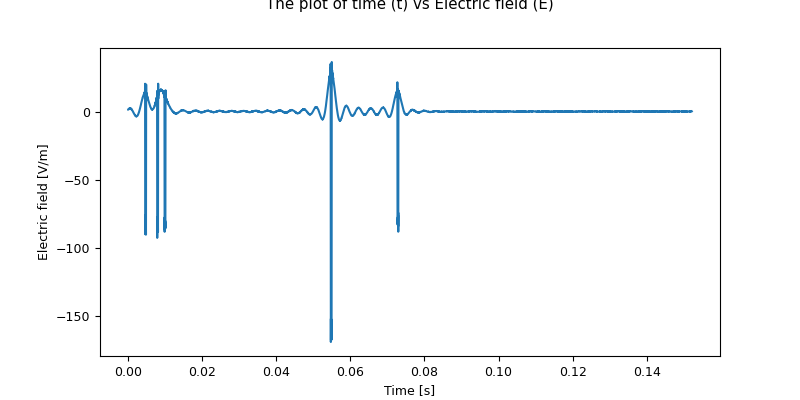 The plot of time (t) vs Electric field (E)
0
−50
−100
−150
Electric field [V/m]
0.00 0.02 0.04 0.06 0.08 0.10 0.12 0.14
Time [s]